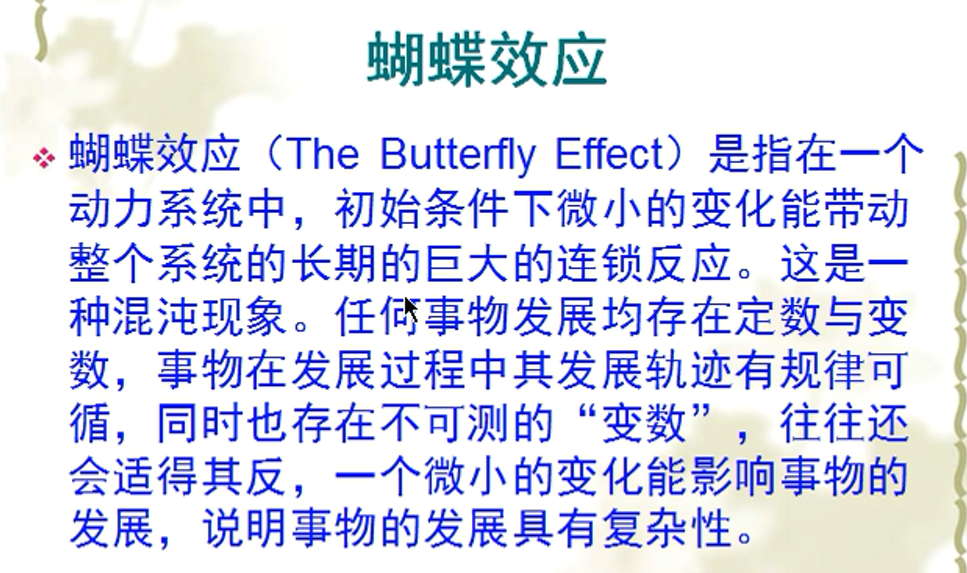 蝴蝶效应
蝴蝶效应（The Butterfly Effect）是指在一个
动力系统中，初始条件下微小的变化能带动
整个系统的长期的巨大的连锁反应。这是一
种混沌现象。任何事物发展均存在定数与变
数，事物在发展过程中其发展轨迹有规律可
循，同时也存在不可测的“变数”，往往还
会适得其反，一个微小的变化能影响事物的
发展，说明事物的发展具有复杂性。